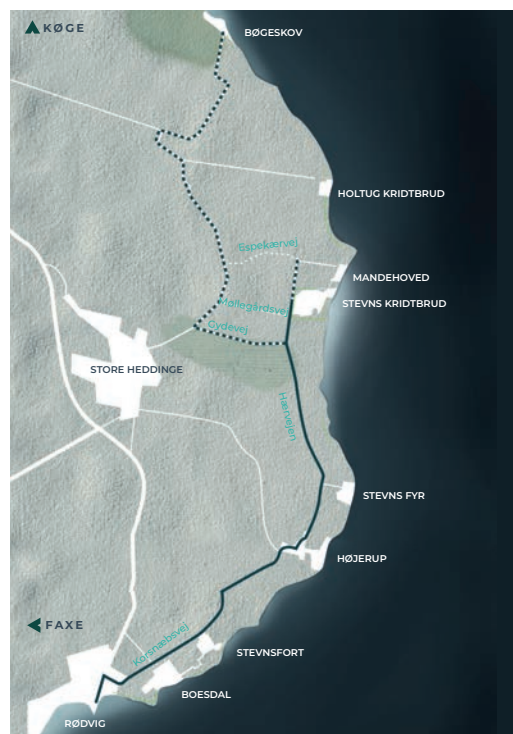 KØGE
BØGESKOV
HOLTUG KRIDTBRUD
Espekærvej
MANDEHOVED
STEVNS KRIDTBRUD
Møllegårdsvej
Gydevej
STORE HEDDINGE
Hærvejen
STEVNS FYR
HØJERUP
FAXE
Korsnæbsvej
STEVNSFORT
BOESDAL
RØDVIG